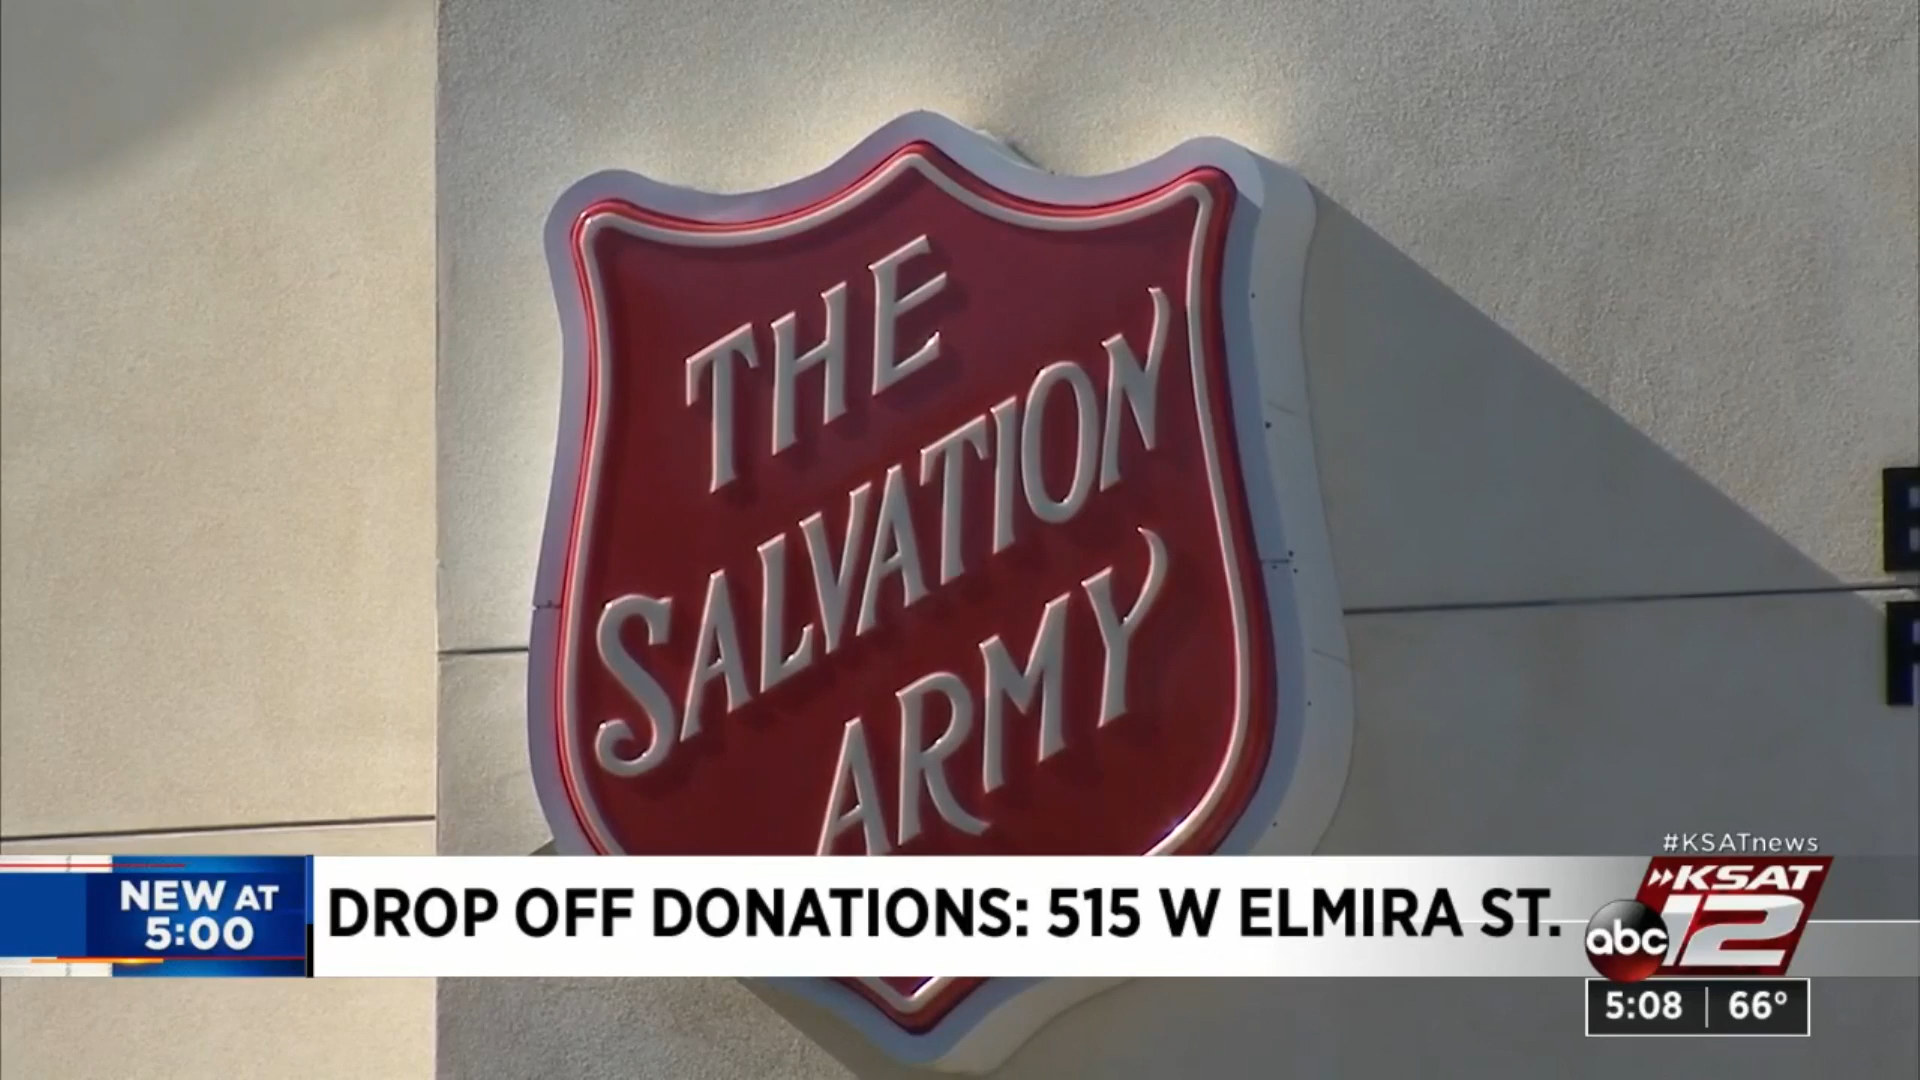 THE
SALVATION
ARMY
#KSATnews
NEW AT
5:00
DROP OFF DONATIONS: 515 W ELMIRA ST.
KSAT
abc 12
5:08 66°